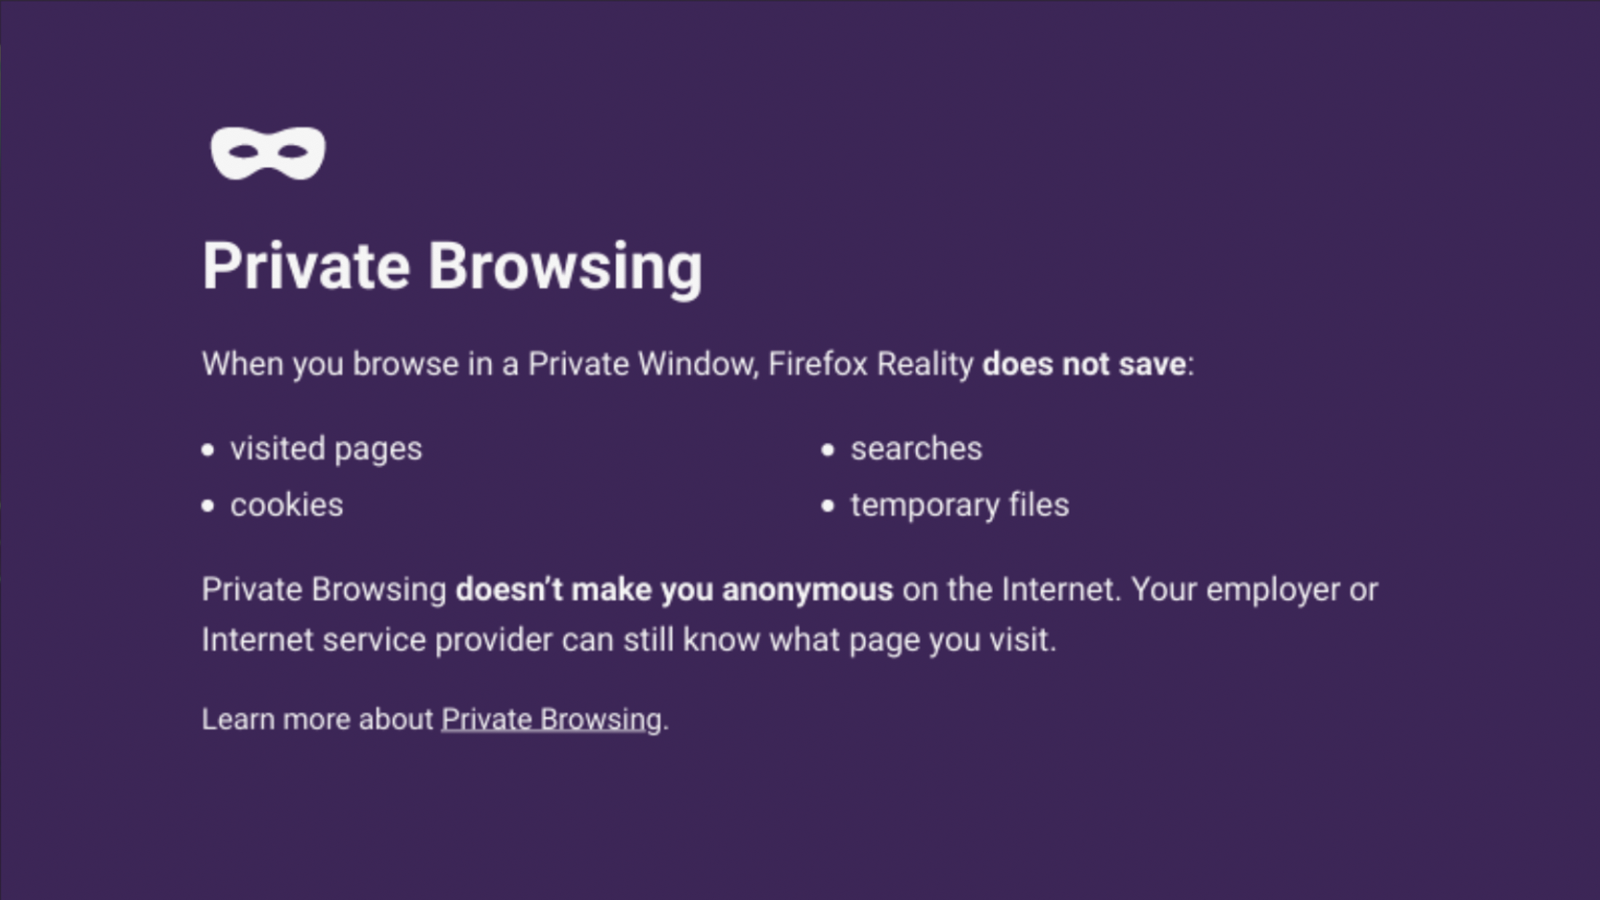 Private Browsing
When you browse in a Private Window, Firefox Reality does not save:
• visited pages
• searches
• cookies
• temporary files
Private Browsing doesn’t make you anonymous on the Internet. Your employer or
Internet service provider can still know what page you visit.
Learn more about Private Browsing.